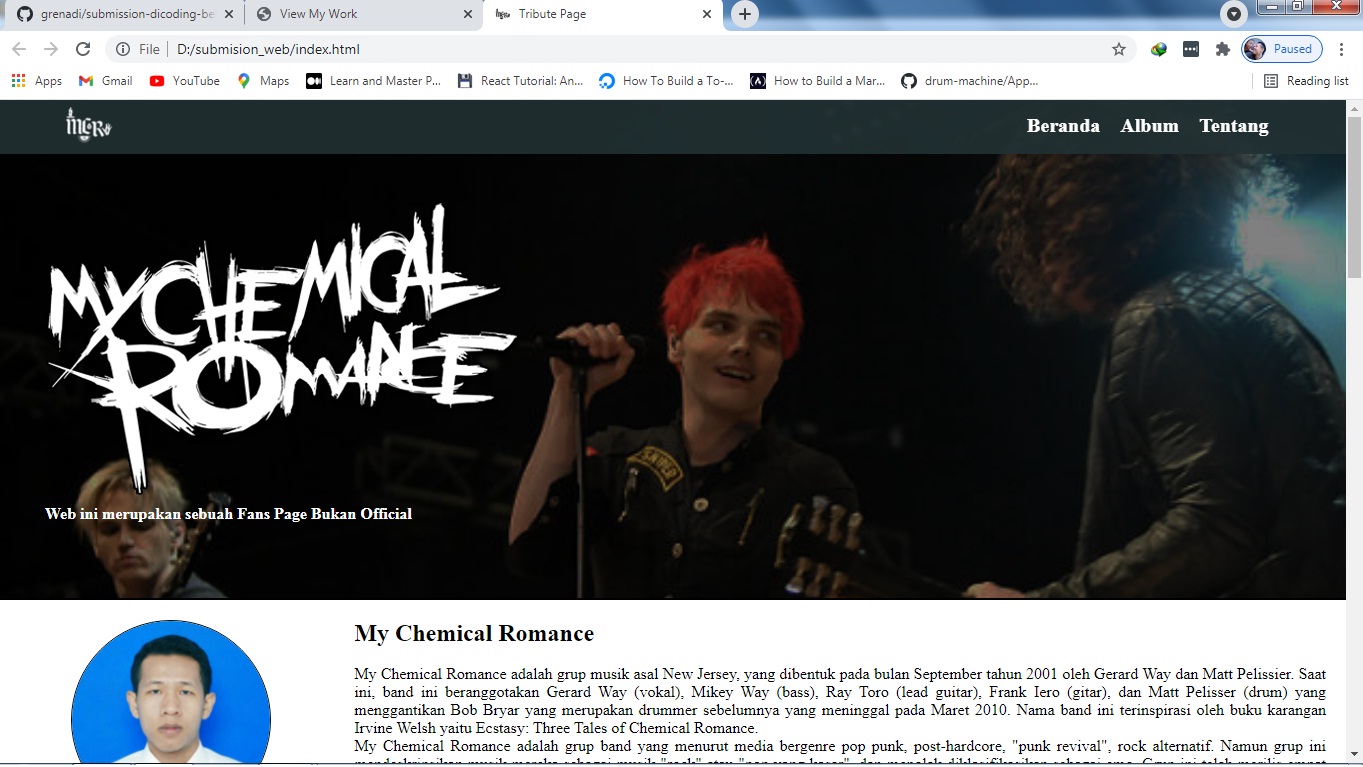 grenadi/submission-dicoding-be
View My Work
Tribute Page
File
D:/submision_web/index.html
Paused
Apps
Gmail
YouTube
Maps
Learn and Master P...
React Tutorial: An...
How To Build a To-...
How to Build a Mar...
drum-machine/App...
Reading list
MCR
Beranda
Album
Tentang
MY CHEMICAL
ROMANCE
Web ini merupakan sebuah Fans Page Bukan Official
My Chemical Romance
My Chemical Romance adalah grup musik asal New Jersey, yang dibentuk pada bulan September tahun 2001 oleh Gerard Way dan Matt Pelissier. Saat
ini, band ini beranggotakan Gerard Way (vokal), Mikey Way (bass), Ray Toro (lead guitar), Frank Iero (gitar), dan Matt Pelisser (drum) yang
menggantikan Bob Bryar yang merupakan drummer sebelumnya yang meninggal pada Maret 2010. Nama band ini terinspirasi oleh buku karangan
Irvine Welsh yaitu Ecstasy: Three Tales of Chemical Romance.
My Chemical Romance adalah grup band yang menurut media bergenre pop punk, post-hardcore, "punk revival", rock alternatif. Namun grup ini